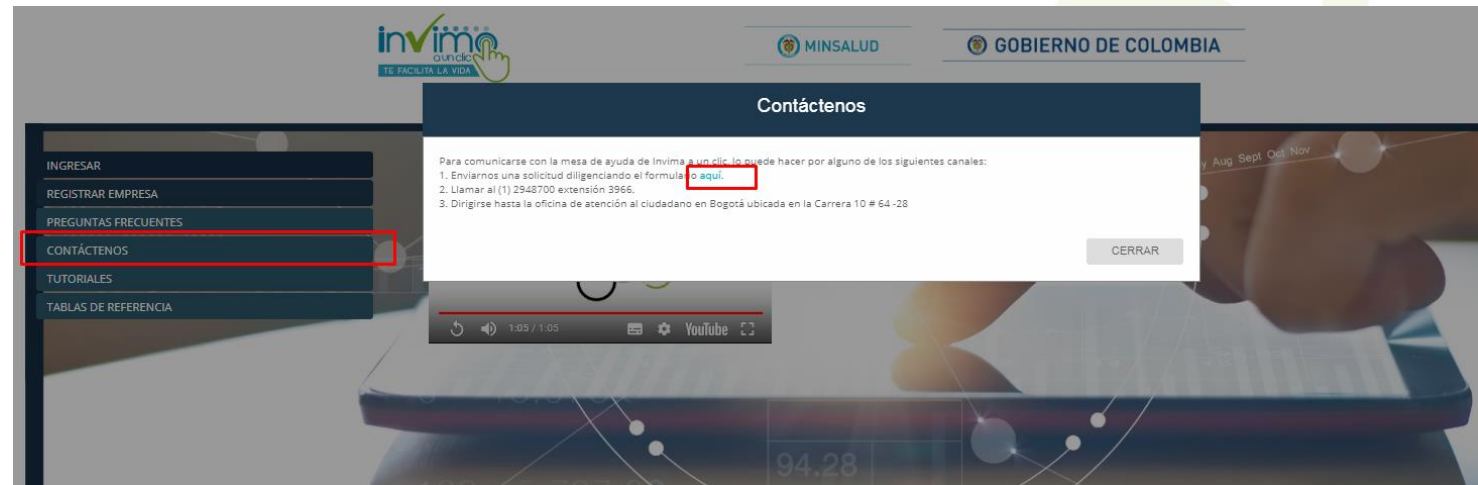 invima
a un clic
TE FACILITA LA VIDA
MINSALUD
GOBIERNO DE COLOMBIA
Contáctenos
Para comunicarse con la mesa de ayuda de Invima a un clic, lo puede hacer por alguno de los siguientes canales:
1. Enviarnos una solicitud diligenciando el formulario aquí.
2. Llamar al (1) 2948700 extensión 3966.
3. Dirigirse hasta la oficina de atención al ciudadano en Bogotá ubicada en la Carrera 10 # 64 -28
CERRAR
INGRESAR
REGISTRAR EMPRESA
PREGUNTAS FRECUENTES
CONTÁCTENOS
TUTORIALES
TABLAS DE REFERENCIA
Aug Sept Oct Nov
1:05 / 1:05
YouTube
94.28